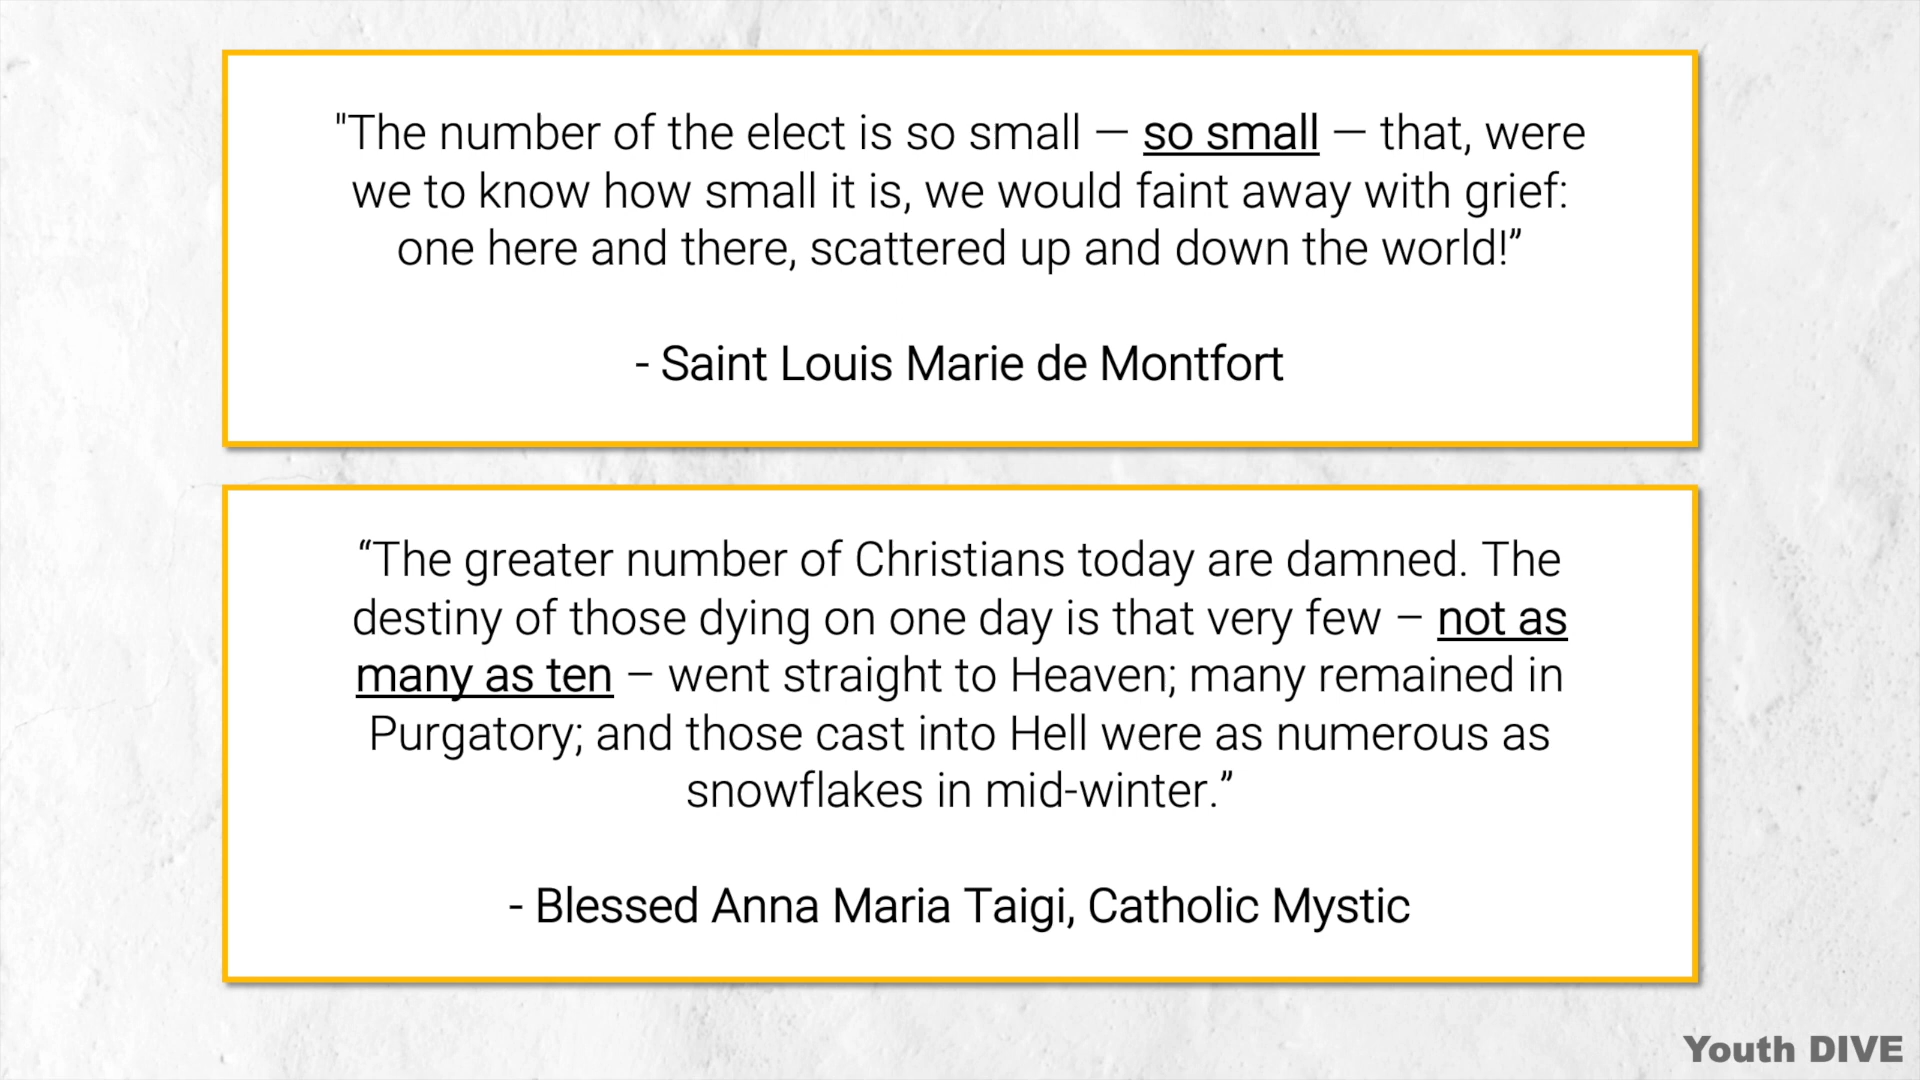 "The number of the elect is so small — so small — that, were
we to know how small it is, we would faint away with grief:
one here and there, scattered up and down the world!”
- Saint Louis Marie de Montfort
“The greater number of Christians today are damned. The
destiny of those dying on one day is that very few – not as
many as ten – went straight to Heaven; many remained in
Purgatory; and those cast into Hell were as numerous as
snowflakes in mid-winter.”
- Blessed Anna Maria Taigi, Catholic Mystic
Youth DIVE